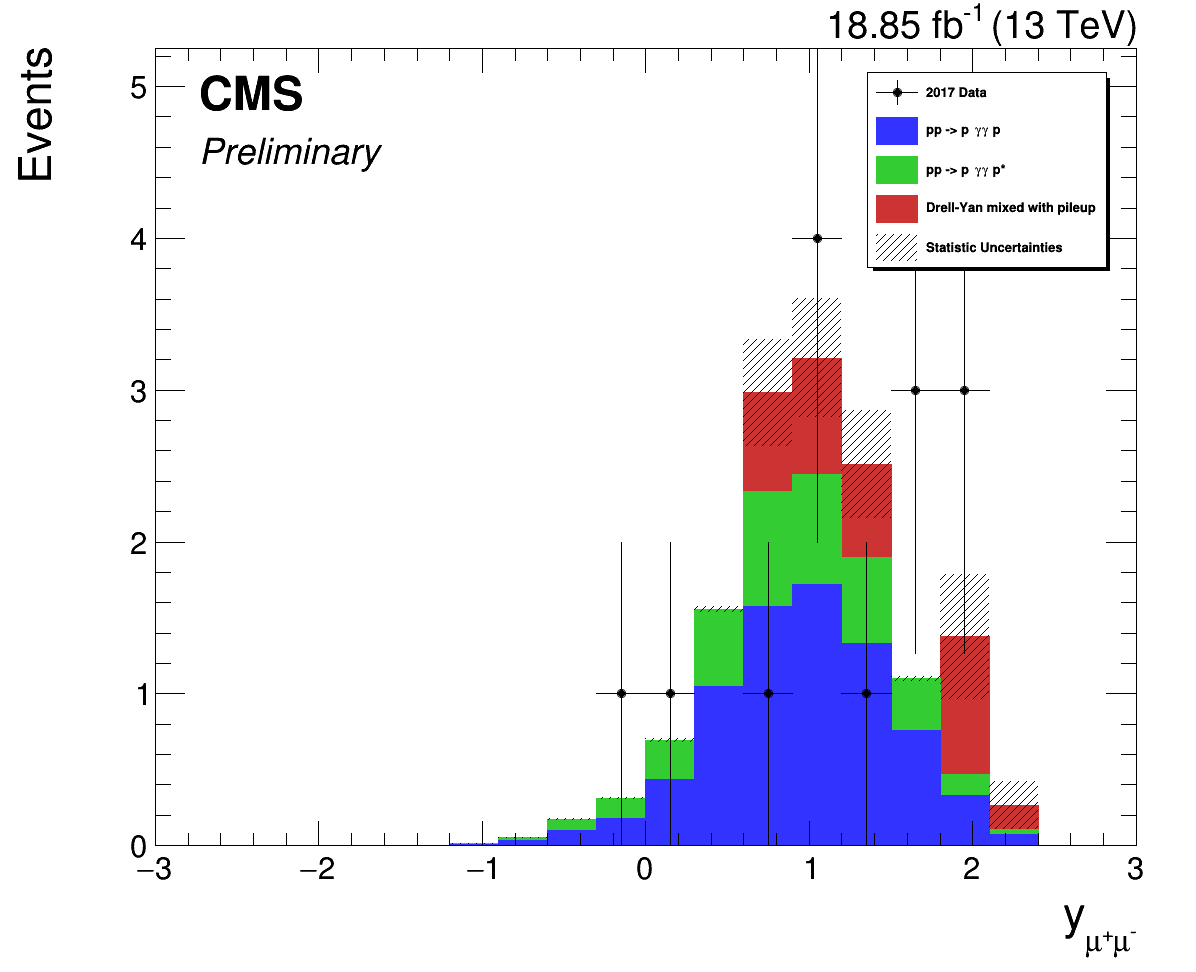 18.85 fb⁻¹ (13 TeV)
Events
CMS
Preliminary
2017 Data
pp -> p γγ p
pp -> p γγ p*
Drell-Yan mixed with pileup
Statistic Uncertainties
5
4
3
2
1
0
−3 −2 −1 0 1 2 3
y μ⁺μ⁻